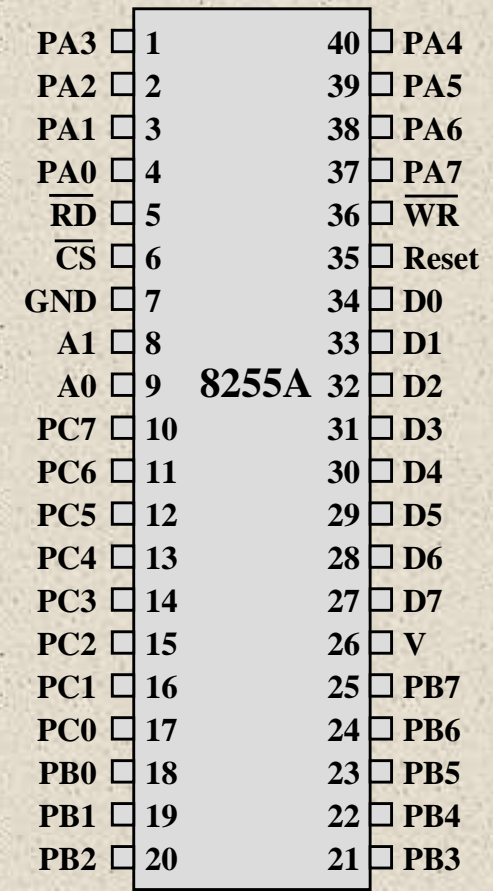 PA3 1 40 PA4
PA2 2 39 PA5
PA1 3 38 PA6
PA0 4 37 PA7
R̅D̅ 5 36 W̅R̅
C̅S̅ 6 35 Reset
GND 7 34 D0
A1 8 33 D1
A0 9 8255A 32 D2
PC7 10 31 D3
PC6 11 30 D4
PC5 12 29 D5
PC4 13 28 D6
PC3 14 27 D7
PC2 15 26 V
PC1 16 25 PB7
PC0 17 24 PB6
PB0 18 23 PB5
PB1 19 22 PB4
PB2 20 21 PB3